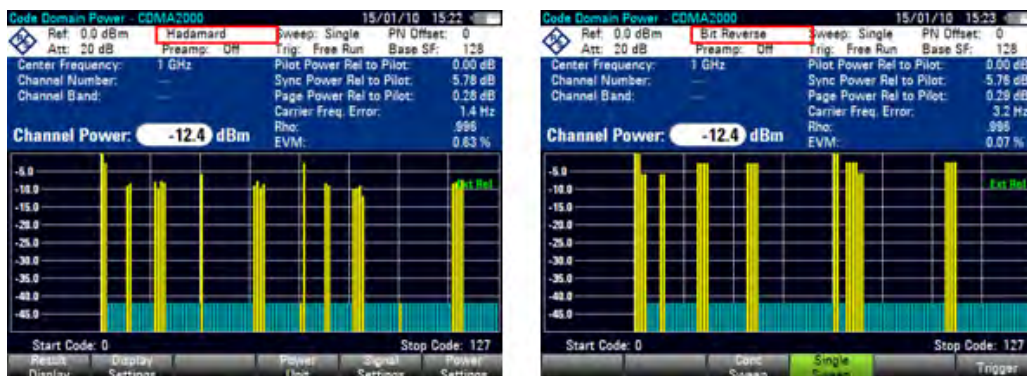 Code Domain Power - CDMA2000 15/01/10 15:22
Ref: 0.0 dBm Hadamard Sweep: Single PN Offset: 0
Att: 20 dB Preamp: Off Trig: Free Run Base SF: 128
Center Frequency: 1 GHz Pilot Power Rel to Pilot: 0.00 dB
Channel Number: --- Sync Power Rel to Pilot: -5.78 dB
Channel Band: --- Page Power Rel to Pilot: 0.28 dB
Carrier Freq. Error: 1.4 Hz
Rho: .996
Channel Power: -12.4 dBm EVM: 0.63 %
-5.0
Ext Ref
-10.0
-15.0
-20.0
-25.0
-30.0
-35.0
-40.0
-45.0
Start Code: 0 Stop Code: 127
Result Display
Display Settings
Power Unit
Signal Settings
Power Settings
Code Domain Power - CDMA2000 15/01/10 15:23
Ref: 0.0 dBm Bit Reverse Sweep: Single PN Offset: 0
Att: 20 dB Preamp: Off Trig: Free Run Base SF: 128
Center Frequency: 1 GHz Pilot Power Rel to Pilot: 0.00 dB
Channel Number: --- Sync Power Rel to Pilot: -5.76 dB
Channel Band: --- Page Power Rel to Pilot: 0.29 dB
Carrier Freq. Error: 3.2 Hz
Rho: .996
Channel Power: -12.4 dBm EVM: 0.07 %
-5.0
Ext Ref
-10.0
-15.0
-20.0
-25.0
-30.0
-35.0
-40.0
-45.0
Start Code: 0 Stop Code: 127
Cont Sweep
Single Sweep
Trigger